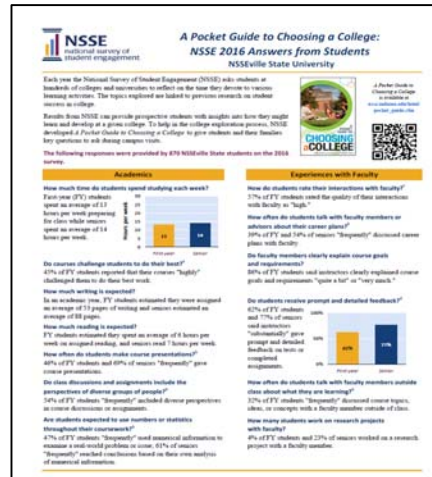 NSSE
national survey of
student engagement
A Pocket Guide to Choosing a College:
NSSE 2016 Answers from Students
NSSEville State University
Each year the National Survey of Student Engagement (NSSE) asks students at
hundreds of colleges and universities to reflect on the time they devote to various
learning activities. The topics explored are linked to previous research on student
success in college.
Results from NSSE can provide prospective students with insights into how they might
learn and develop at a given college. To help in the college exploration process, NSSE
developed A Pocket Guide to Choosing a College to give students and their families
key questions to ask during campus visits.
The following responses were provided by 870 NSSEville State students on the 2016
survey.
CHOOSING
a COLLEGE
A Pocket Guide to
Choosing a College
is available at
Academics
How much time do students spend studying each week?
First-year (FY) students
spent an average of 13
hours per week preparing
for class while seniors
spent an average of 14
hours per week.
Hours per week
30
20
10
0
13
14
First-year
Senior
Do courses challenge students to do their best?
45% of FY students reported that their courses "highly"
challenged them to do their best work.
How much writing is expected?
In an academic year, FY students estimated they were assigned
an average of 53 pages of writing and seniors estimated an
average of 88 pages.
How much reading is expected?
FY students estimated they spent an average of 6 hours per
week on assigned reading, and seniors read 7 hours per week.
How often do students make course presentations?
46% of FY students and 69% of seniors "frequently" gave
course presentations.
Do class discussions and assignments include the
perspectives of diverse groups of people?
54% of FY students "frequently" included diverse perspectives
in course discussions or assignments.
Are students expected to use numbers or statistics
throughout their coursework?
47% of FY students "frequently" used numerical information to
examine a real-world problem or issue; 61% of seniors
"frequently" reached conclusions based on their own analysis
of numerical information.
Experiences with Faculty
How do students rate their interactions with faculty?
57% of FY students rated the quality of their interactions
with faculty as "high."
How often do students talk with faculty members or
advisors about their career plans?
39% of FY and 54% of seniors "frequently" discussed career
plans with faculty.
Do faculty members clearly explain course goals
and requirements?
86% of FY students said instructors clearly explained course
goals and requirements "quite a bit" or "very much."
Do students receive prompt and detailed feedback?
62% of FY students
and 77% of seniors
said instructors
"substantially" gave
prompt and detailed
feedback on tests or
completed
assignments.
100%
50%
0%
62%
77%
First-year
Senior
How often do students talk with faculty members outside
class about what they are learning?
32% of FY students "frequently" discussed course topics,
ideas, or concepts with a faculty member outside of class.
How many students work on research projects
with faculty?
4% of FY students and 23% of seniors worked on a research
project with a faculty member.